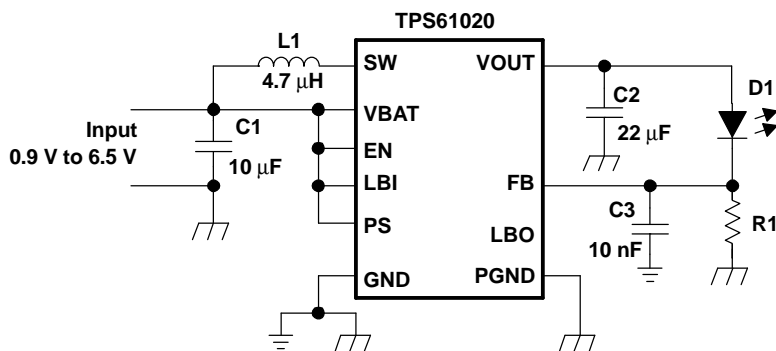 TPS61020
L1
4.7 µH
SW
VOUT
VBAT
C1
10 µF
Input
0.9 V to 6.5 V
EN
LBI
PS
GND
C2
22 µF
D1
FB
C3
10 nF
R1
LBO
PGND